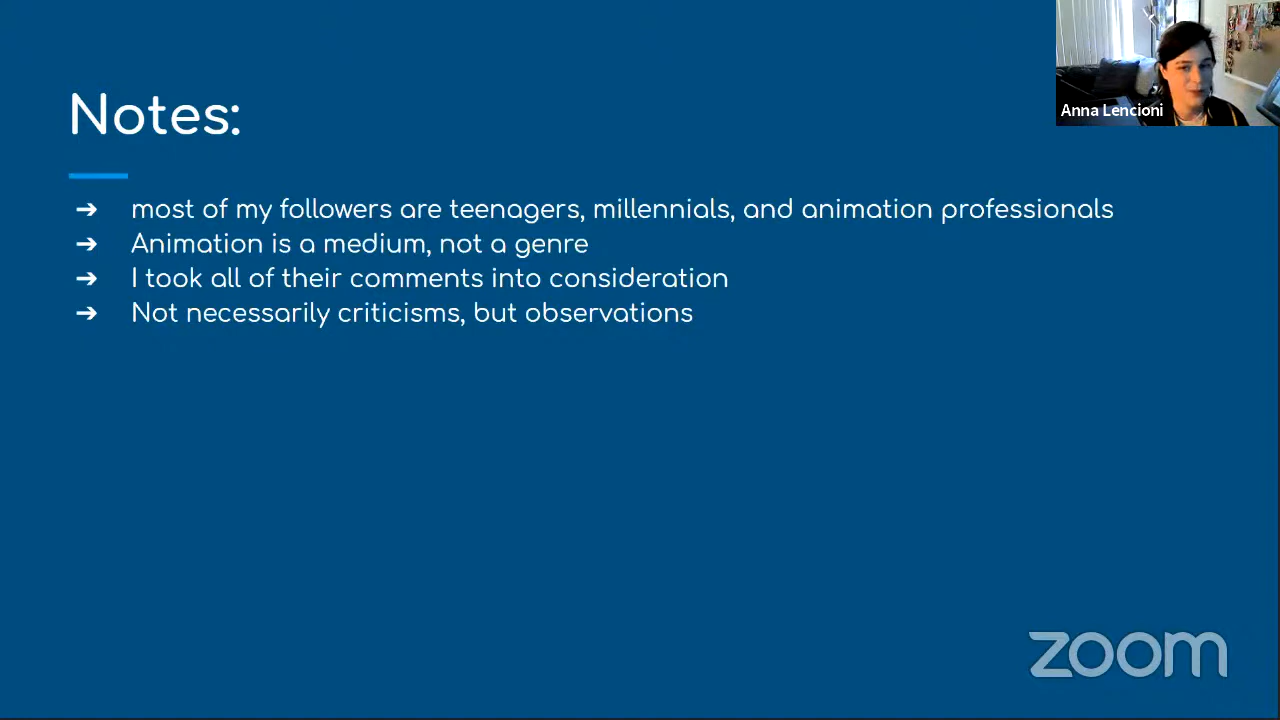 Anna Lencioni
Notes:
➔ most of my followers are teenagers, millennials, and animation professionals
➔ Animation is a medium, not a genre
➔ I took all of their comments into consideration
➔ Not necessarily criticisms, but observations
zoom